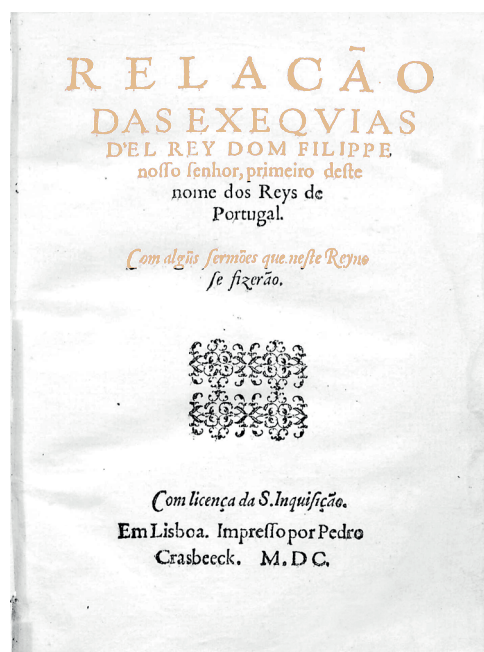 RELACÃO
DAS EXEQVIAS
D'EL REY DOM FILIPPE
noſſo ſenhor, primeiro deſte
nome dos Reys de
Portugal.
Com algũs ſermões que neſte Reyno
ſe fizerão.
Com licença da S. Inquiſição.
Em Lisboa. Impreſſo por Pedro
Crasbeeck. M. D C.